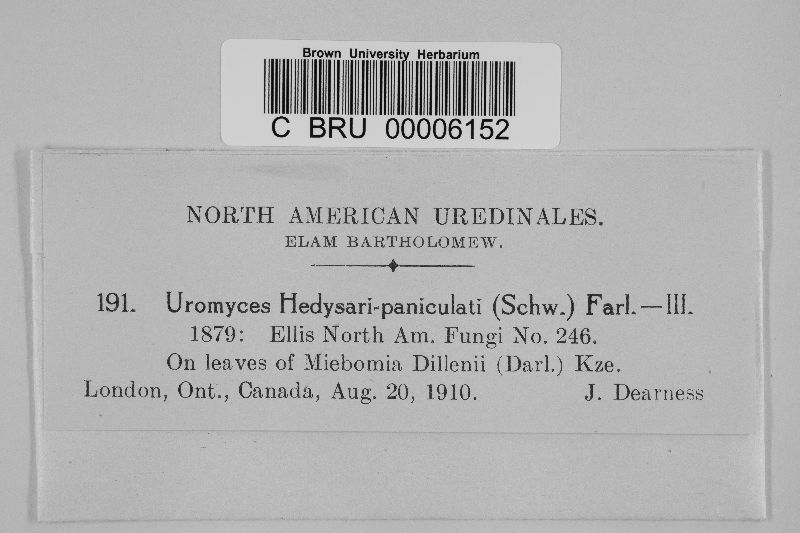 Brown University Herbarium
C BRU 00006152
NORTH AMERICAN UREDINALES.
ELAM BARTHOLOMEW.
191. Uromyces Hedysari-paniculati (Schw.) Farl.—III.
1879: Ellis North Am. Fungi No. 246.
On leaves of Miebomia Dillenii (Darl.) Kze.
London, Ont., Canada, Aug. 20, 1910. J. Dearness